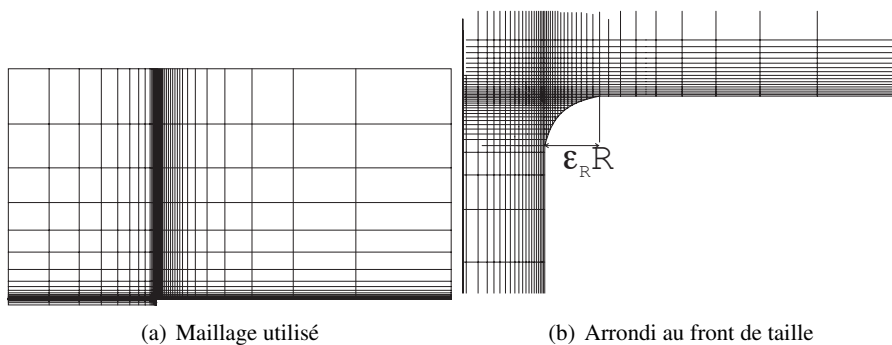 ε_R R
(a) Maillage utilisé
(b) Arrondi au front de taille